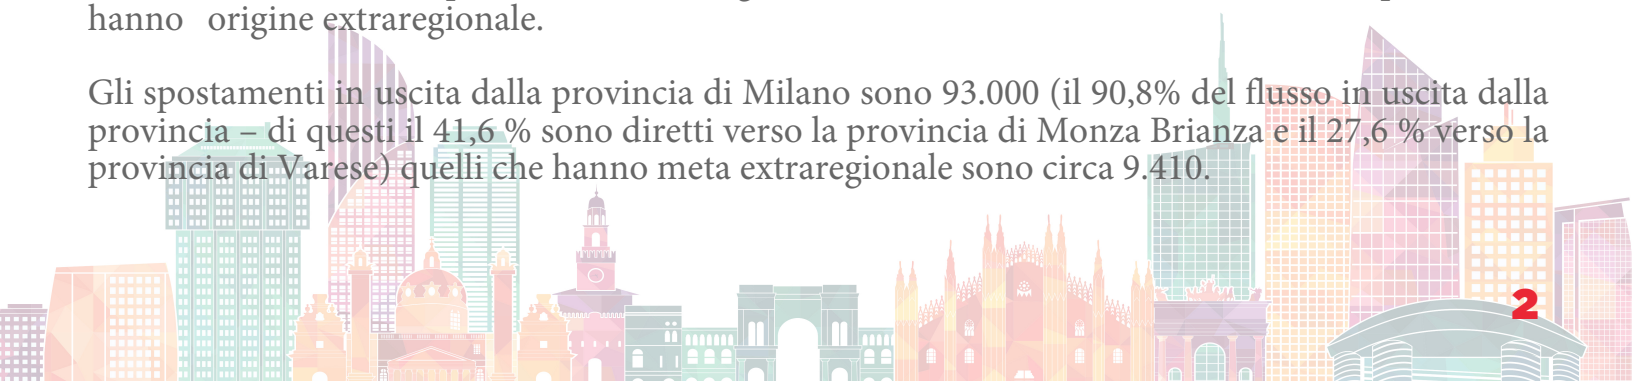 hanno origine extraregionale.
Gli spostamenti in uscita dalla provincia di Milano sono 93.000 (il 90,8% del flusso in uscita dalla
provincia – di questi il 41,6 % sono diretti verso la provincia di Monza Brianza e il 27,6 % verso la
provincia di Varese) quelli che hanno meta extraregionale sono circa 9.410.
2